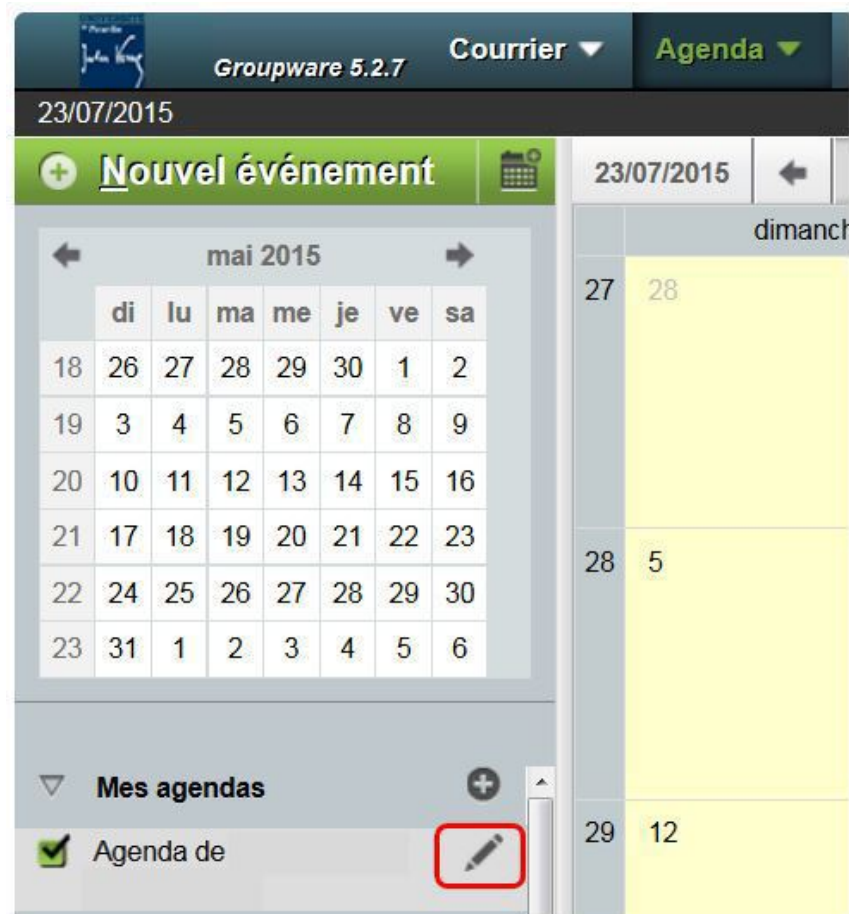 Groupware 5.2.7 Courrier Agenda
23/07/2015
Nouvel événement
mai 2015
di lu ma me je ve sa
18 26 27 28 29 30 1 2
19 3 4 5 6 7 8 9
20 10 11 12 13 14 15 16
21 17 18 19 20 21 22 23
22 24 25 26 27 28 29 30
23 31 1 2 3 4 5 6
Mes agendas
Agenda de
23/07/2015
dimanch
27 28
28 5
29 12